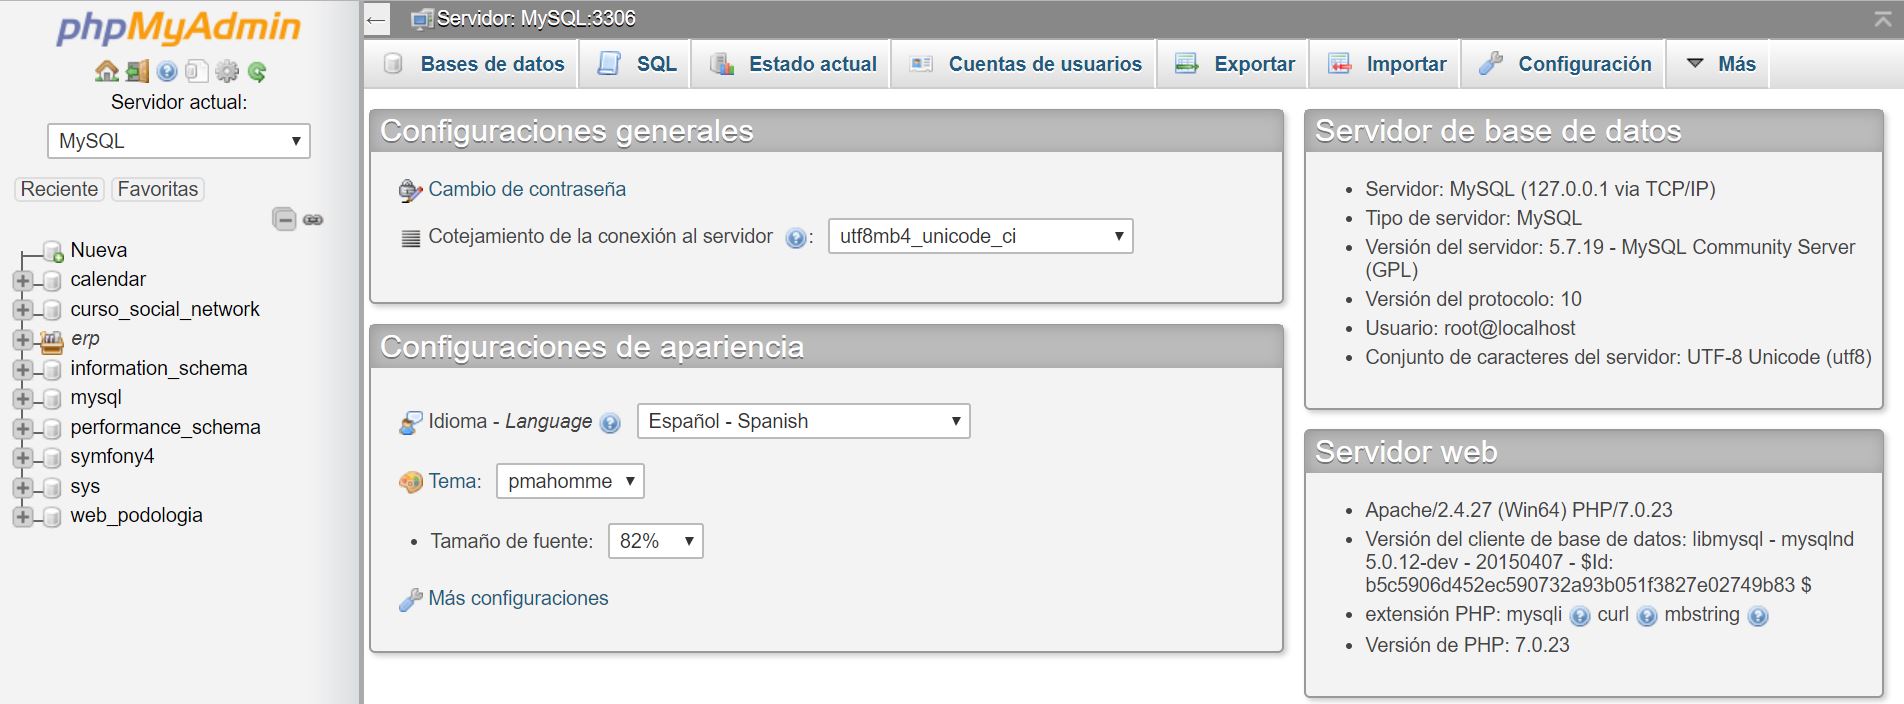 phpMyAdmin
Servidor actual:
MySQL
Reciente Favoritas
Nueva
calendar
curso_social_network
erp
information_schema
mysql
performance_schema
symfony4
sys
web_podologia
Servidor: MySQL:3306
Bases de datos SQL Estado actual Cuentas de usuarios Exportar Importar Configuración Más
Configuraciones generales
Cambio de contraseña
Cotejamiento de la conexión al servidor : utf8mb4_unicode_ci
Configuraciones de apariencia
Idioma - Language Español - Spanish
Tema: pmahomme
• Tamaño de fuente: 82%
Más configuraciones
Servidor de base de datos
• Servidor: MySQL (127.0.0.1 via TCP/IP)
• Tipo de servidor: MySQL
• Versión del servidor: 5.7.19 - MySQL Community Server
(GPL)
• Versión del protocolo: 10
• Usuario: root@localhost
• Conjunto de caracteres del servidor: UTF-8 Unicode (utf8)
Servidor web
• Apache/2.4.27 (Win64) PHP/7.0.23
• Versión del cliente de base de datos: libmysql - mysqlnd
5.0.12-dev - 20150407 - $Id:
b5c5906d452ec590732a93b051f3827e02749b83 $
• extensión PHP: mysqli curl mbstring
• Versión de PHP: 7.0.23